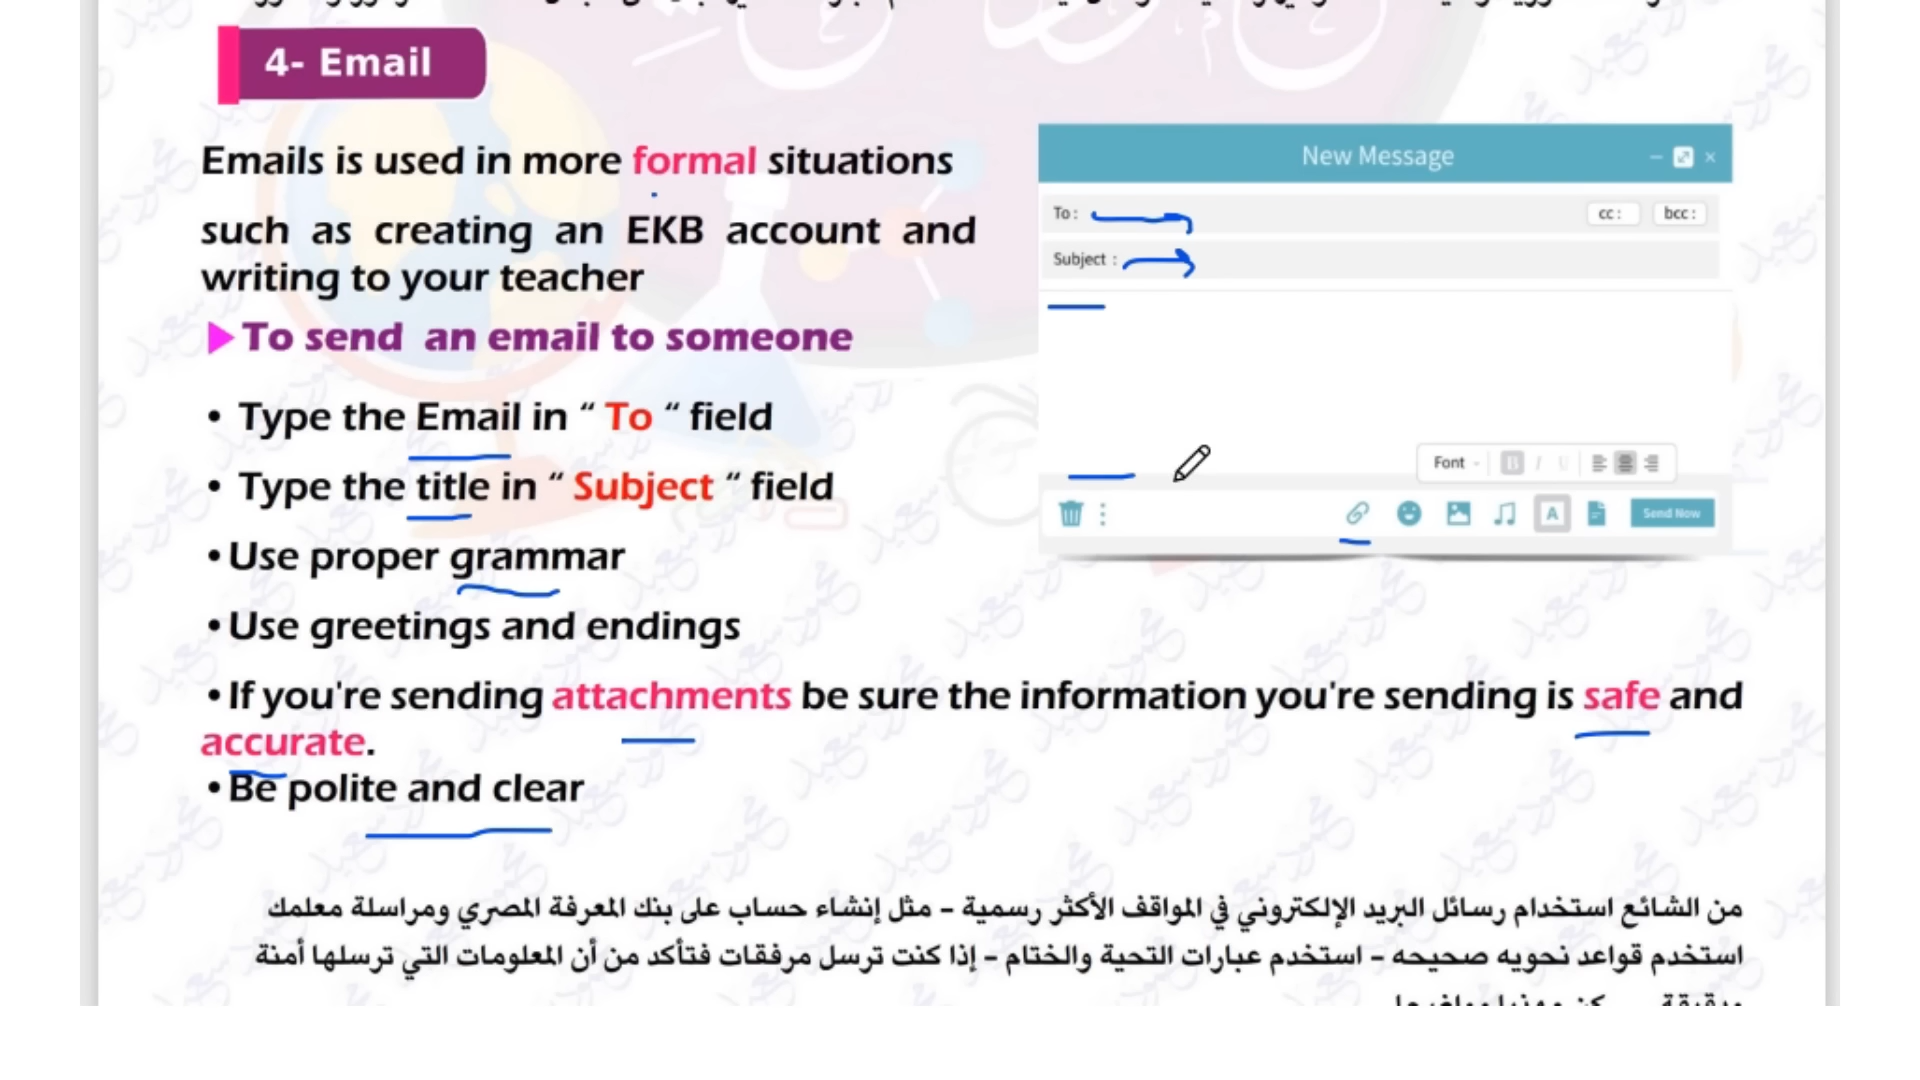 4- Email
Emails is used in more formal situations
such as creating an EKB account and
writing to your teacher
To send an email to someone
• Type the Email in “ To “ field
• Type the title in “ Subject “ field
• Use proper grammar
• Use greetings and endings
• If you're sending attachments be sure the information you're sending is safe and
accurate.
• Be polite and clear
New Message
To :
cc :
bcc :
Subject :
Font
B I U
A
Send Now
من الشائع استخدام رسائل البريد الإلكتروني في المواقف الأكثر رسمية – مثل إنشاء حساب على بنك المعرفة المصري ومراسلة معلمك
استخدم قواعد نحويه صحيحه – استخدم عبارات التحية والختام – إذا كنت ترسل مرفقات فتأكد من أن المعلومات التي ترسلها أمنة